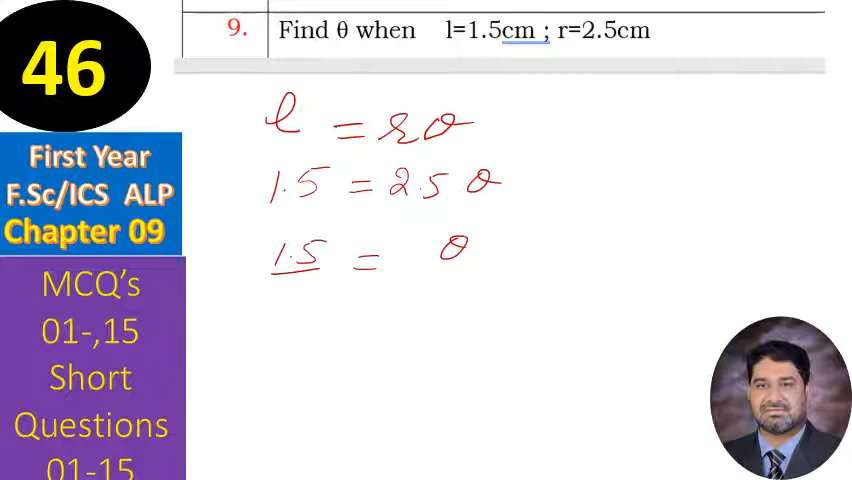 46
First Year
F.Sc/ICS ALP
Chapter 09
MCQ's
01-,15
Short
Questions
01-15
9. Find θ when l=1.5cm ; r=2.5cm
l = rθ
1.5 = 2.5 θ
1.5 = θ